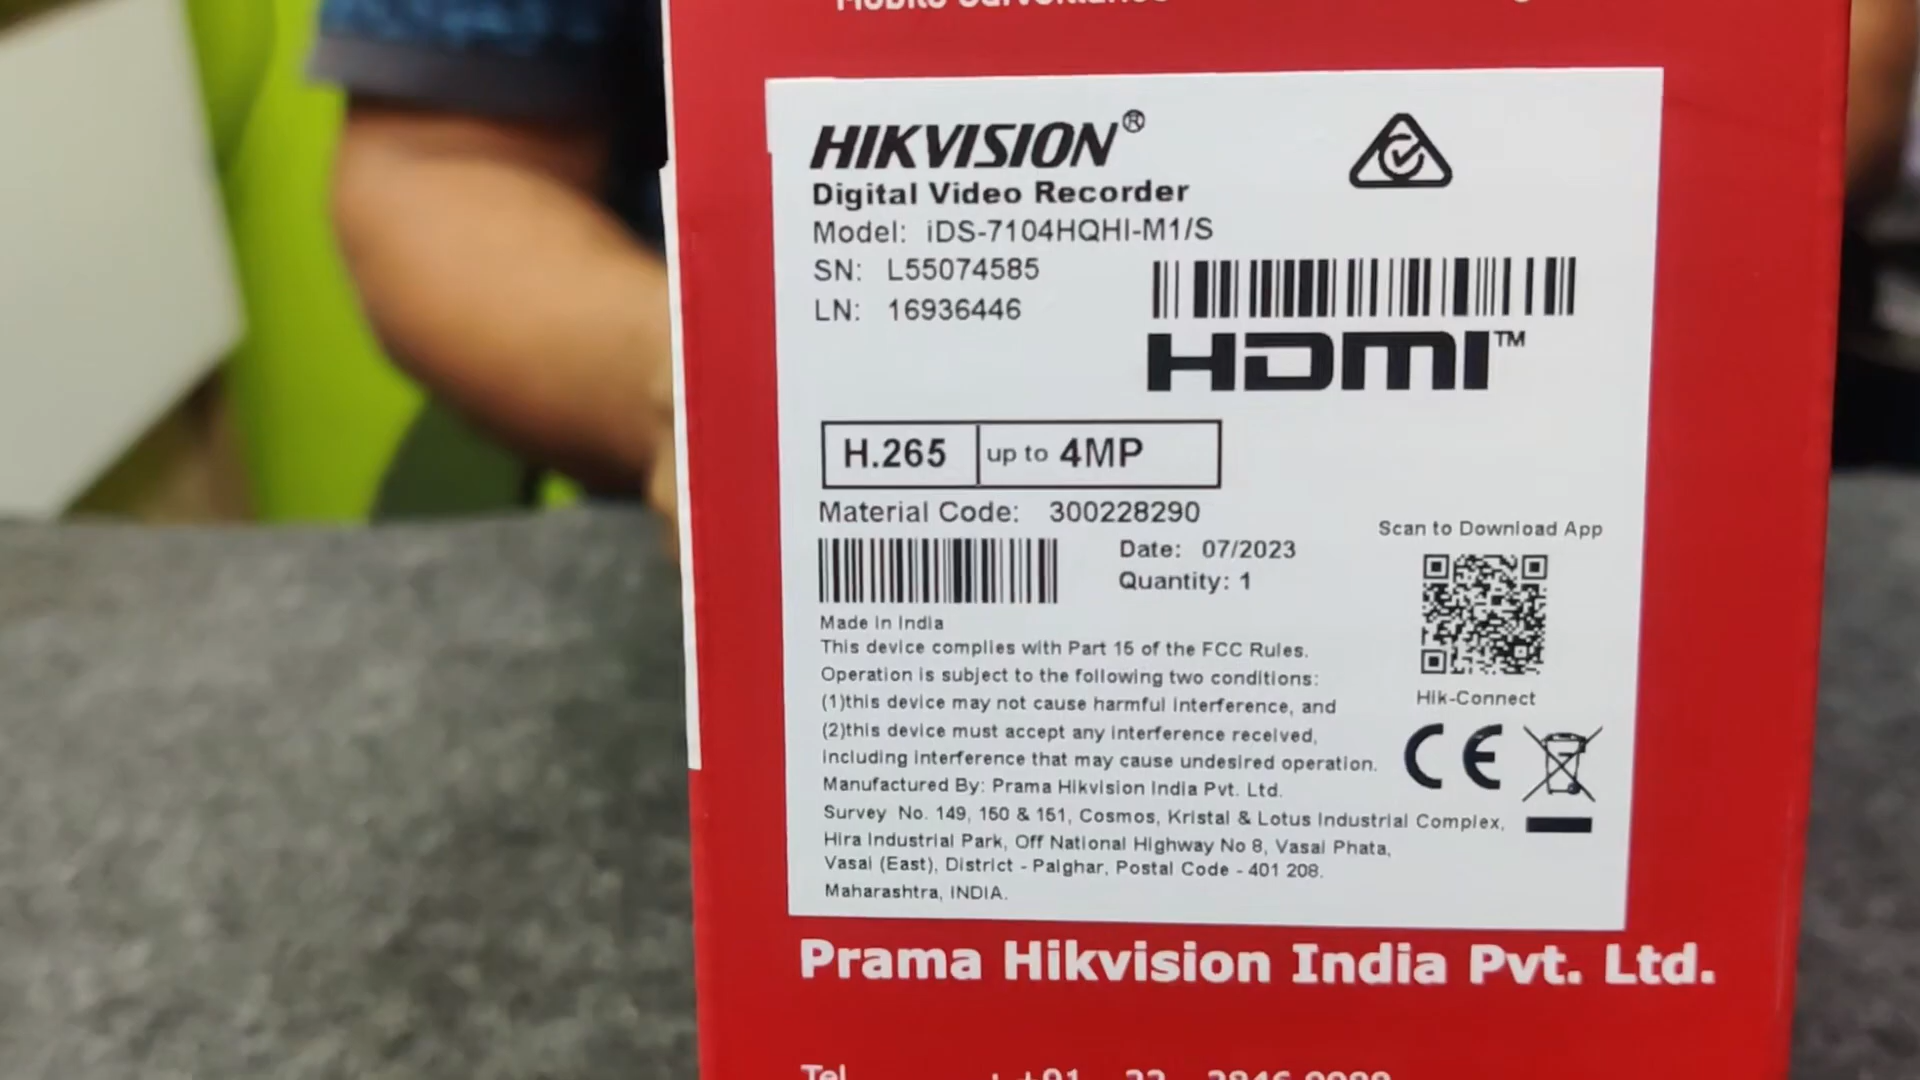 HIKVISION®
Digital Video Recorder
Model: iDS-7104HQHI-M1/S
SN: L55074585
LN: 16936446
HDMI™
H.265 up to 4MP
Material Code: 300228290
Date: 07/2023
Quantity: 1
Scan to Download App
Hik-Connect
Made in India
This device complies with Part 15 of the FCC Rules.
Operation is subject to the following two conditions:
(1)this device may not cause harmful interference, and
(2)this device must accept any interference received,
including interference that may cause undesired operation.
CE
Manufactured By: Prama Hikvision India Pvt. Ltd.
Survey No. 149, 150 & 151, Cosmos, Kristal & Lotus Industrial Complex,
Hira Industrial Park, Off National Highway No 8, Vasai Phata,
Vasai (East), District - Palghar, Postal Code - 401 208.
Maharashtra, INDIA.
Prama Hikvision India Pvt. Ltd.
Tel